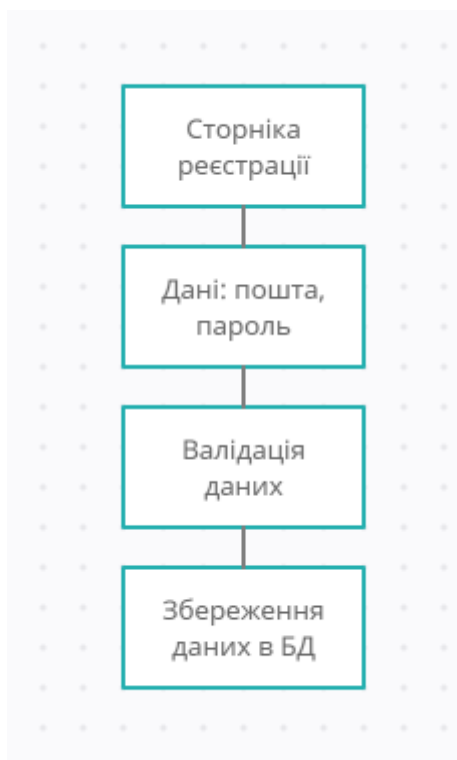 Сторніка
реєстрації
Дані: пошта,
пароль
Валідація
даних
Збереження
даних в БД